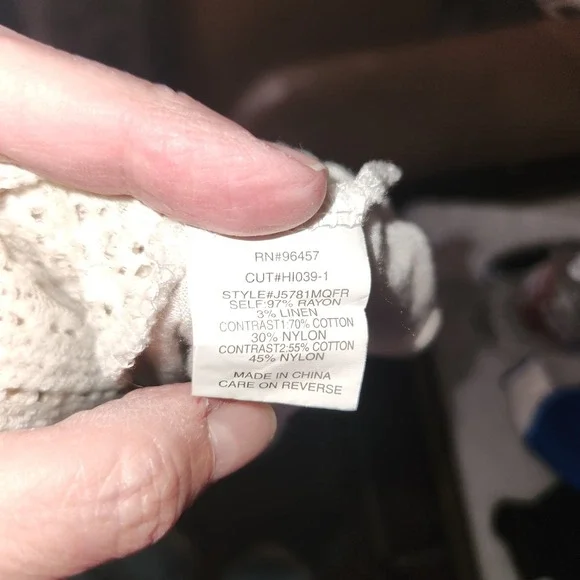 RN#96457
CUT#HI039-1
STYLE#J5781MQFR
SELF:97% RAYON
3% LINEN
CONTRAST1:70% COTTON
30% NYLON
CONTRAST2:55% COTTON
45% NYLON
MADE IN CHINA
CARE ON REVERSE